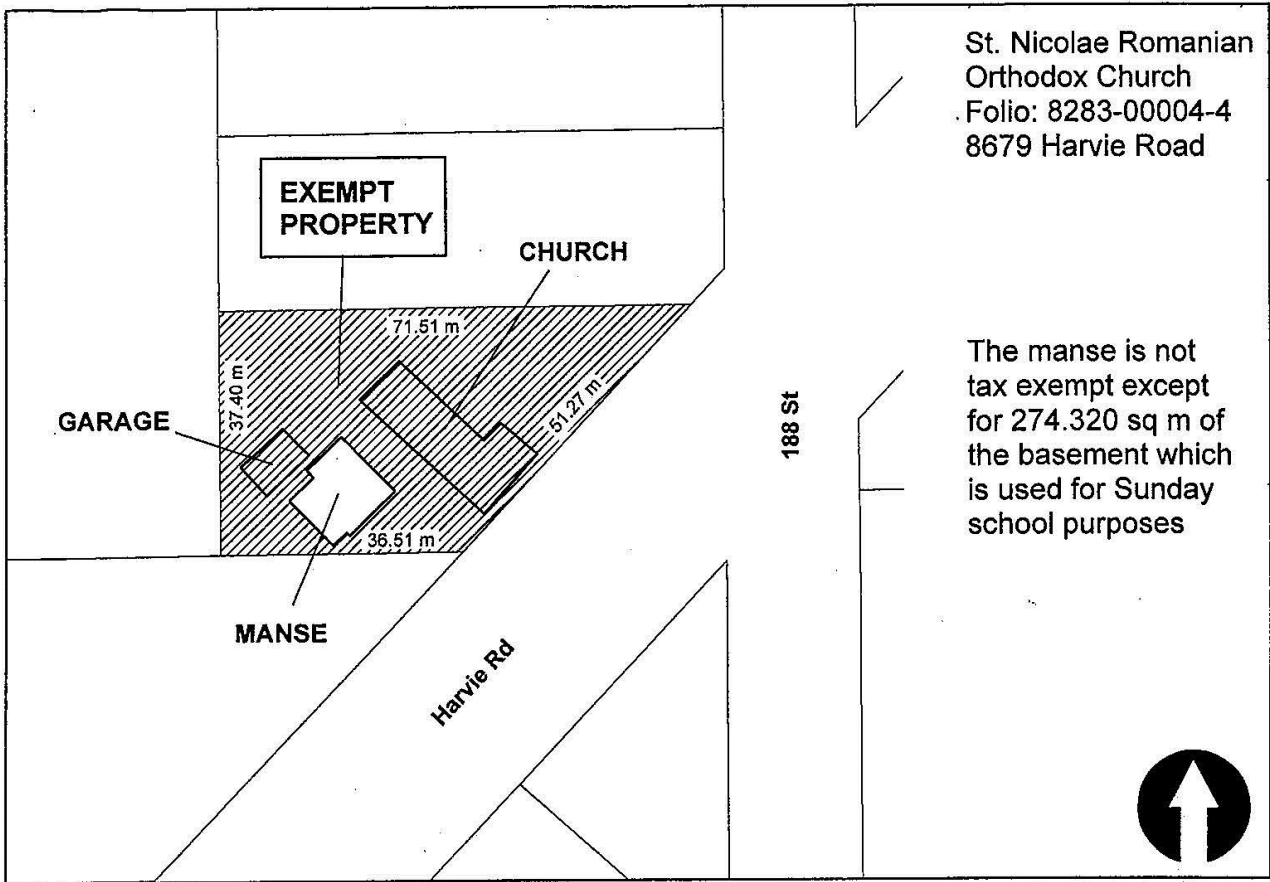 St. Nicolae Romanian
Orthodox Church
Folio: 8283-00004-4
8679 Harvie Road
EXEMPT
PROPERTY
CHURCH
71.51 m
37.40 m
51.27 m
GARAGE
188 St
The manse is not
tax exempt except
for 274.320 sq m of
the basement which
is used for Sunday
school purposes
36.51 m
MANSE
Harvie Rd